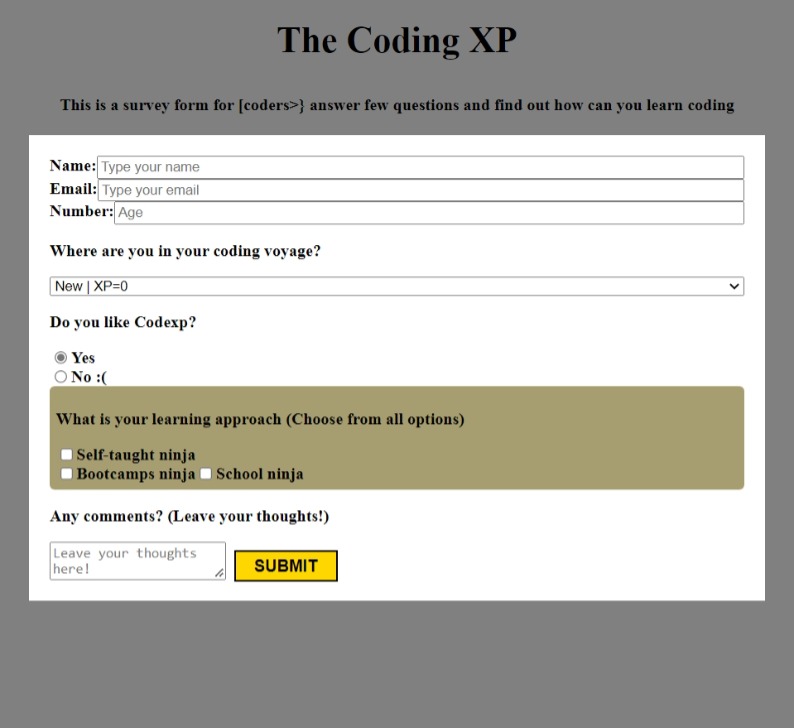 The Coding XP
This is a survey form for [coders>} answer few questions and find out how can you learn coding
Name: Type your name
Email: Type your email
Number: Age
Where are you in your coding voyage?
New | XP=0
Do you like Codexp?
Yes
No :(
What is your learning approach (Choose from all options)
Self-taught ninja
Bootcamps ninja School ninja
Any comments? (Leave your thoughts!)
Leave your thoughts
here! SUBMIT